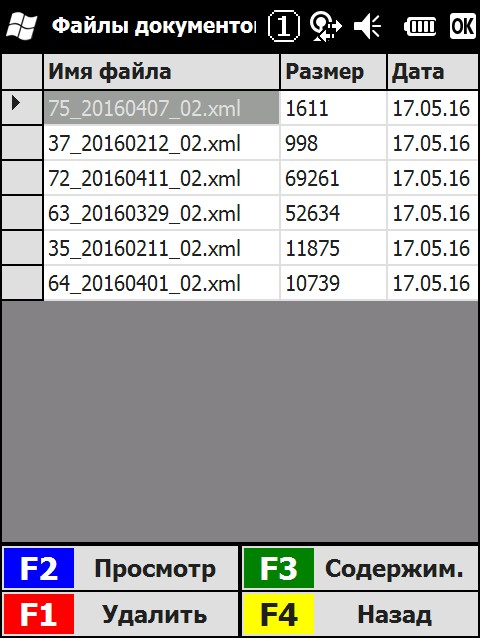 Файлы документо 1 OK
Имя файла Размер Дата
75_20160407_02.xml 1611 17.05.16
37_20160212_02.xml 998 17.05.16
72_20160411_02.xml 69261 17.05.16
63_20160329_02.xml 52634 17.05.16
35_20160211_02.xml 11875 17.05.16
64_20160401_02.xml 10739 17.05.16
F2 Просмотр F3 Содержим.
F1 Удалить F4 Назад